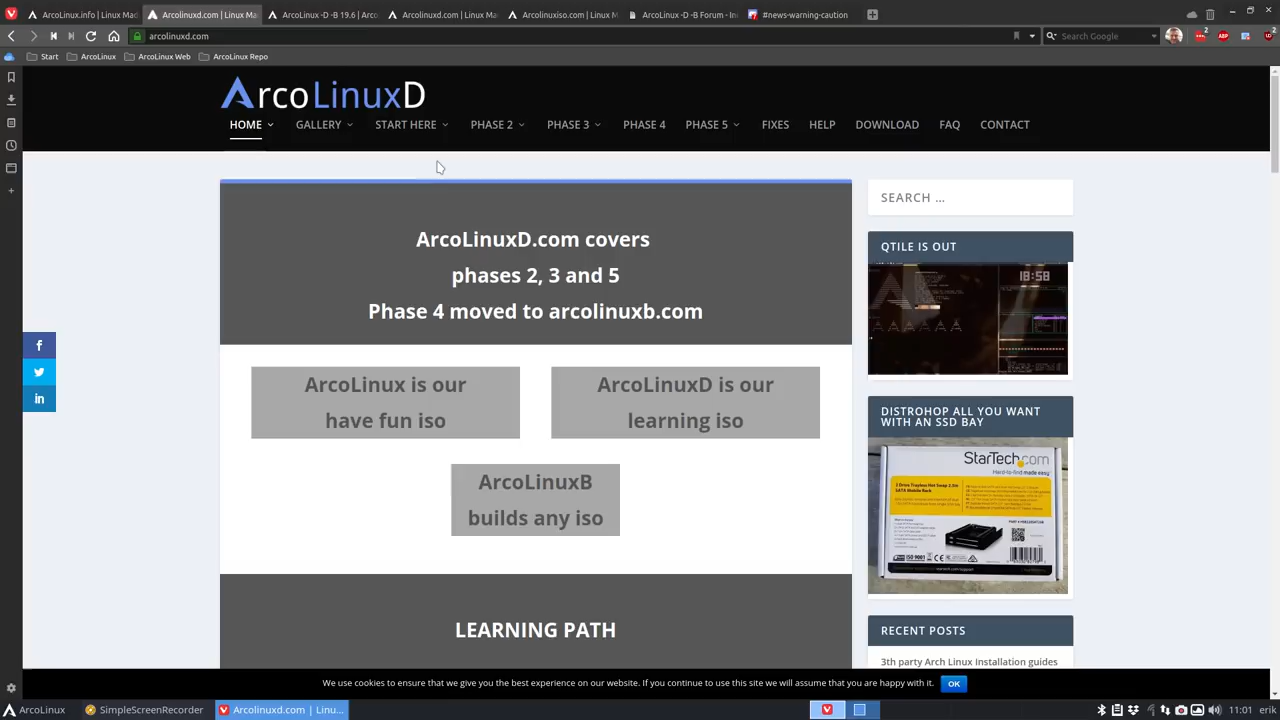 Arcolinux.info | Linux Mad
Arcolinuxd.com | Linux Ma
ArcoLinux -D -B 19.6 | Arc
Arcolinuxd.com | Linux Ma
Arcolinuxiso.com | Linux M
ArcoLinux -D -B Forum - In
#news-warning-caution
arcolinuxd.com
Search Google
Start
ArcoLinux
ArcoLinux Web
ArcoLinux Repo
ArcoLinuxD
HOME
GALLERY
START HERE
PHASE 2
PHASE 3
PHASE 4
PHASE 5
FIXES
HELP
DOWNLOAD
FAQ
CONTACT
ArcoLinuxD.com covers
phases 2, 3 and 5
Phase 4 moved to arcolinuxb.com
ArcoLinux is our
have fun iso
ArcoLinuxD is our
learning iso
ArcoLinuxB
builds any iso
LEARNING PATH
SEARCH …
QTILE IS OUT
18:58
DISTROHOP ALL YOU WANT
WITH AN SSD BAY
StarTech.com
Hard-to-find made easy
RECENT POSTS
3th party Arch Linux Installation guides
We use cookies to ensure that we give you the best experience on our website. If you continue to use this site we will assume that you are happy with it.
OK
ArcoLinux
SimpleScreenRecorder
Arcolinuxd.com | Linu...
11:01
erik